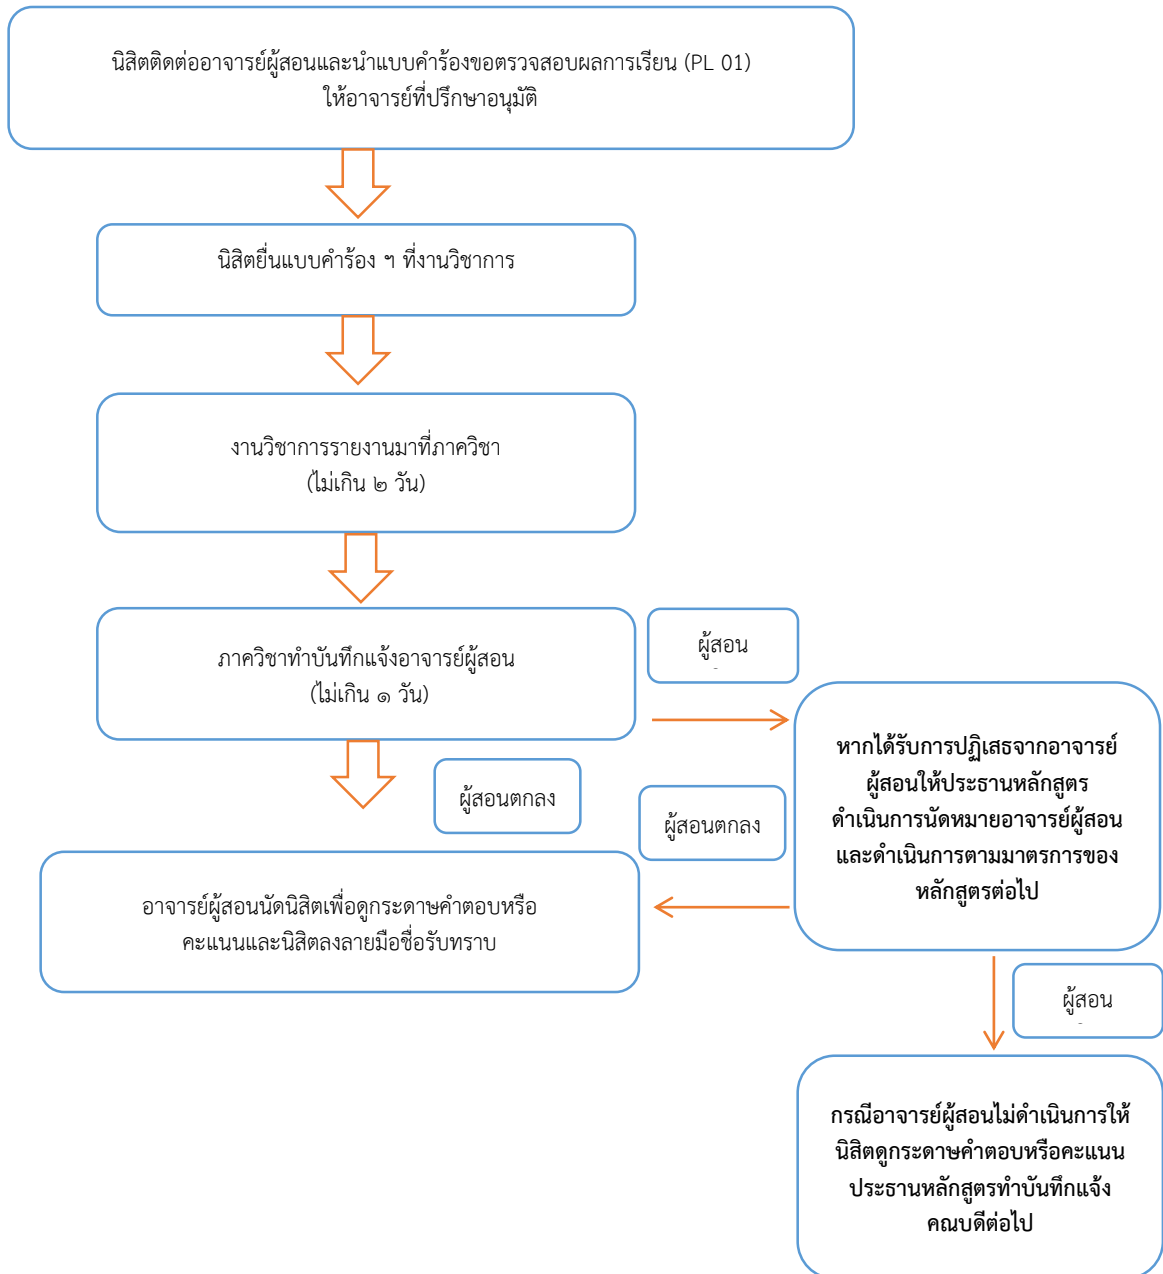 นิสิตติดต่ออาจารย์ผู้สอนและนำแบบคำร้องขอตรวจสอบผลการเรียน (PL 01)
ให้อาจารย์ที่ปรึกษาอนุมัติ
นิสิตยื่นแบบคำร้อง ฯ ที่งานวิชาการ
งานวิชาการรายงานมาที่ภาควิชา
(ไม่เกิน ๒ วัน)
ภาควิชาทำบันทึกแจ้งอาจารย์ผู้สอน
(ไม่เกิน ๑ วัน)
ผู้สอน
หากได้รับการปฏิเสธจากอาจารย์
ผู้สอนให้ประธานหลักสูตร
ดำเนินการนัดหมายอาจารย์ผู้สอน
และดำเนินการตามมาตรการของ
หลักสูตรต่อไป
ผู้สอนตกลง
ผู้สอนตกลง
อาจารย์ผู้สอนนัดนิสิตเพื่อดูกระดาษคำตอบหรือ
คะแนนและนิสิตลงลายมือชื่อรับทราบ
ผู้สอน
กรณีอาจารย์ผู้สอนไม่ดำเนินการให้
นิสิตดูกระดาษคำตอบหรือคะแนน
ประธานหลักสูตรทำบันทึกแจ้ง
คณบดีต่อไป